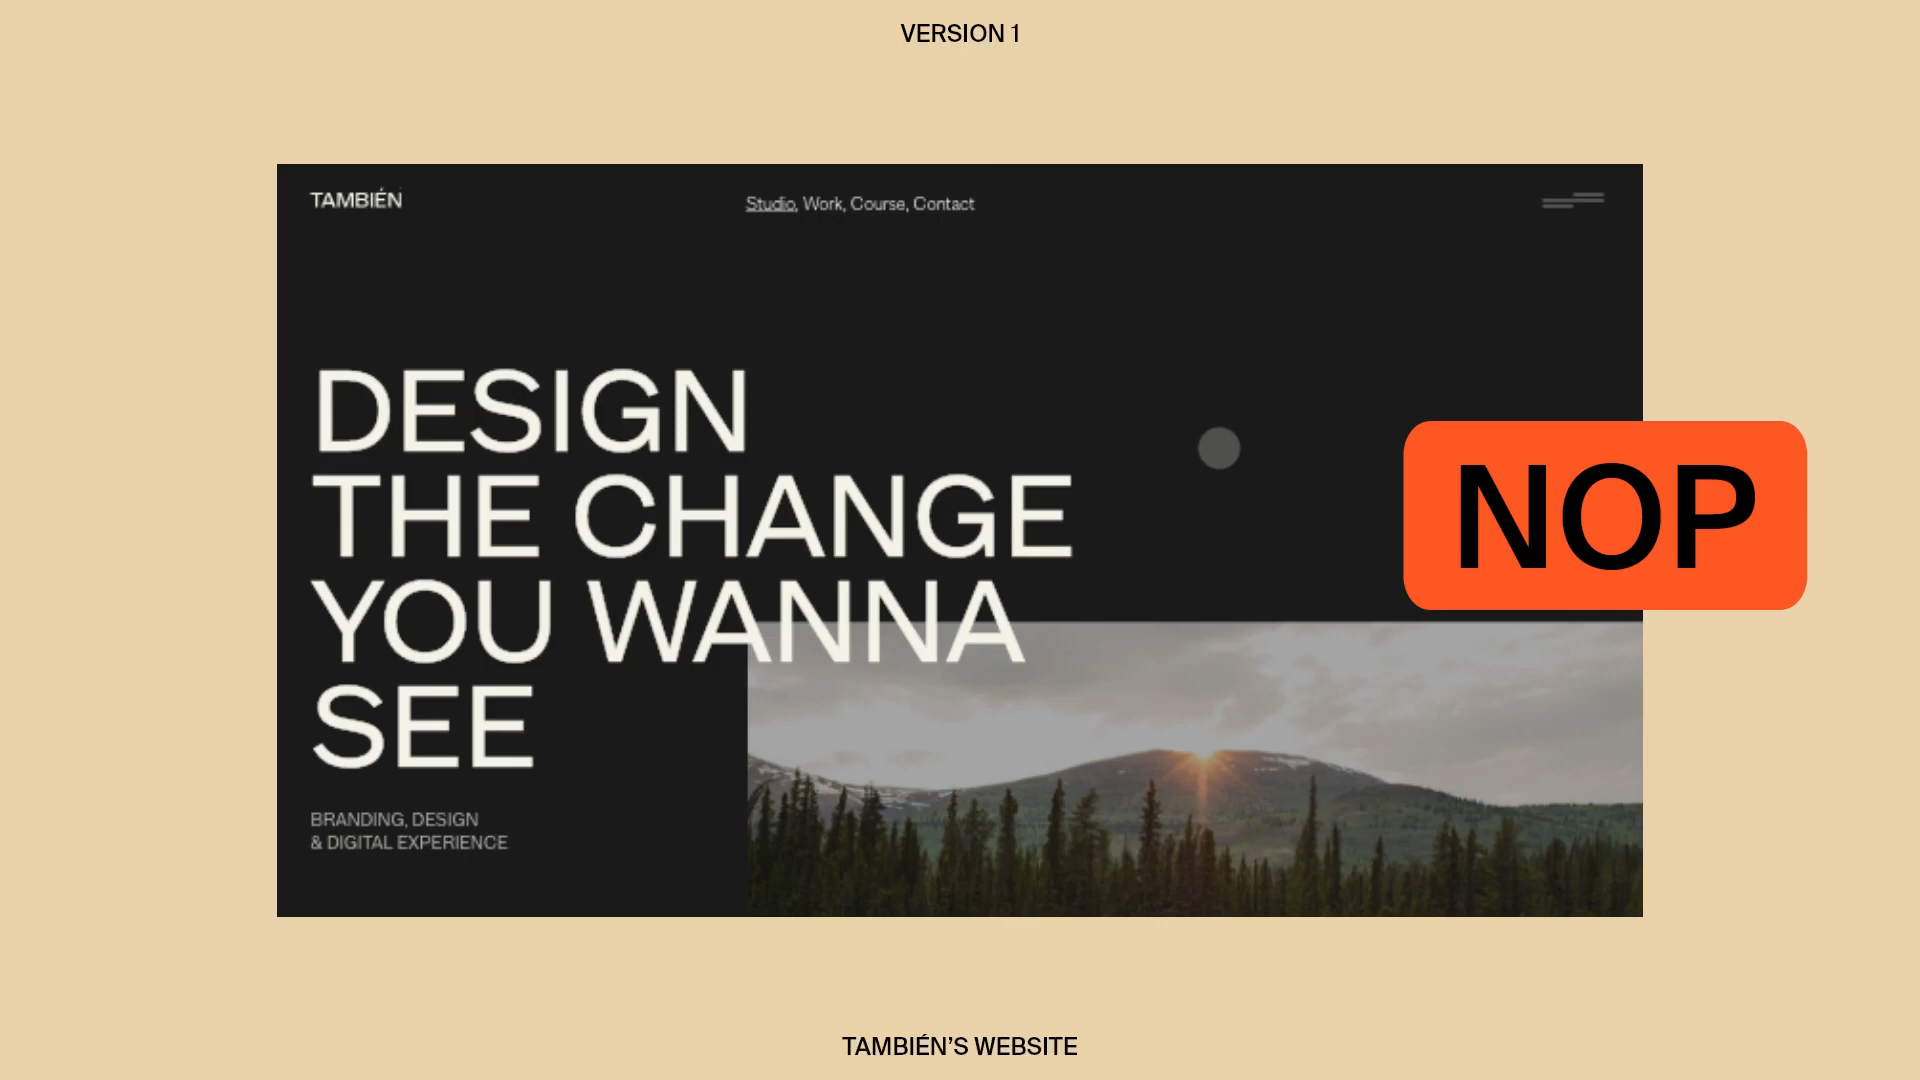 VERSION 1
TAMBIÉN
Studio, Work, Course, Contact
DESIGN
THE CHANGE
YOU WANNA
SEE
NOP
BRANDING, DESIGN
& DIGITAL EXPERIENCE
TAMBIÉN’S WEBSITE